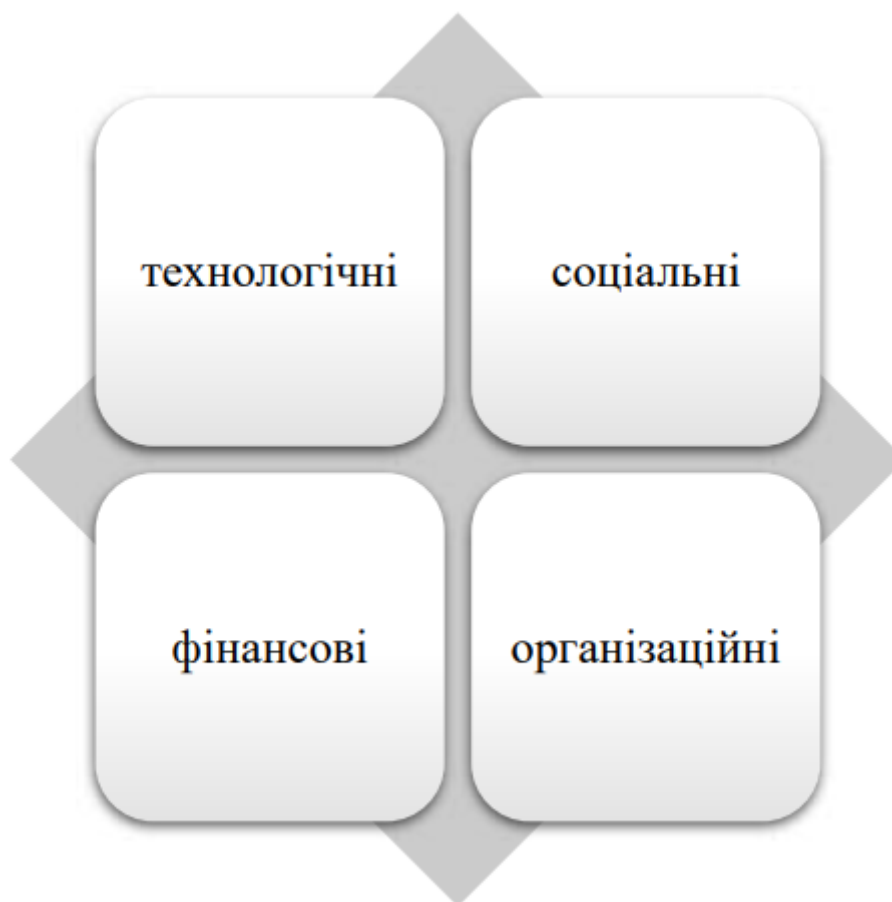 технологічні
соціальні
фінансові
організаційні